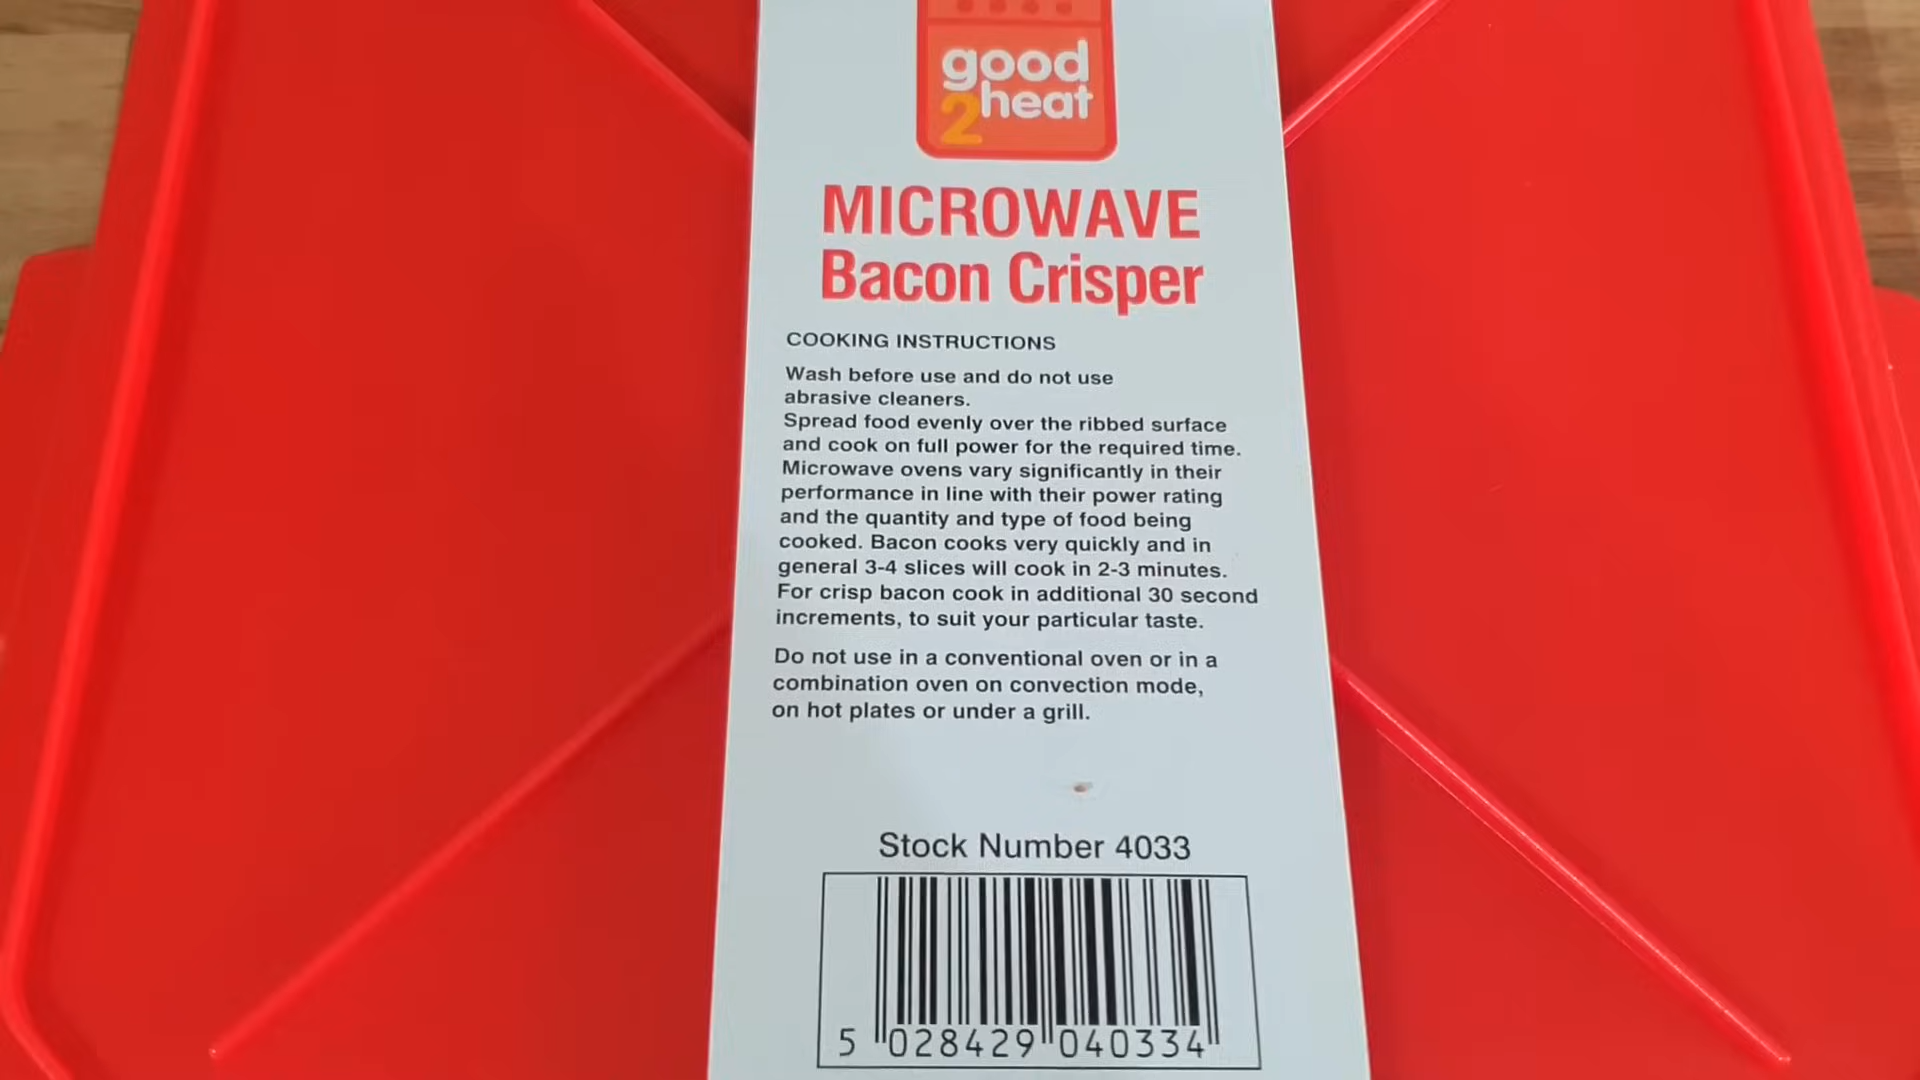 good
2heat
MICROWAVE
Bacon Crisper
COOKING INSTRUCTIONS
Wash before use and do not use
abrasive cleaners.
Spread food evenly over the ribbed surface
and cook on full power for the required time.
Microwave ovens vary significantly in their
performance in line with their power rating
and the quantity and type of food being
cooked. Bacon cooks very quickly and in
general 3-4 slices will cook in 2-3 minutes.
For crisp bacon cook in additional 30 second
increments, to suit your particular taste.
Do not use in a conventional oven or in a
combination oven on convection mode,
on hot plates or under a grill.
Stock Number 4033
5 028429 040334